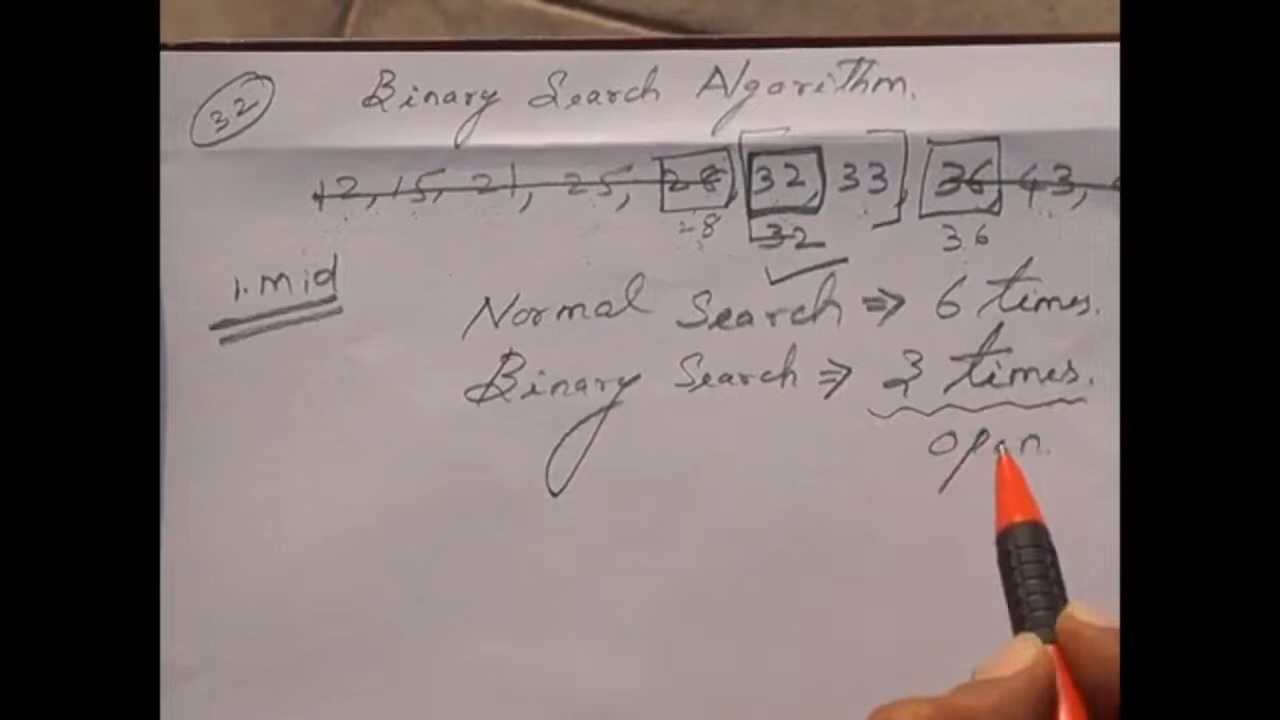 32
Binary Search Algorithm.
12, 15, 21, 25, 28, 32, 33, 36 43,
28 32 36
1. mid
Normal Search ⇒ 6 times.
Binary Search ⇒ 3 times.
open.